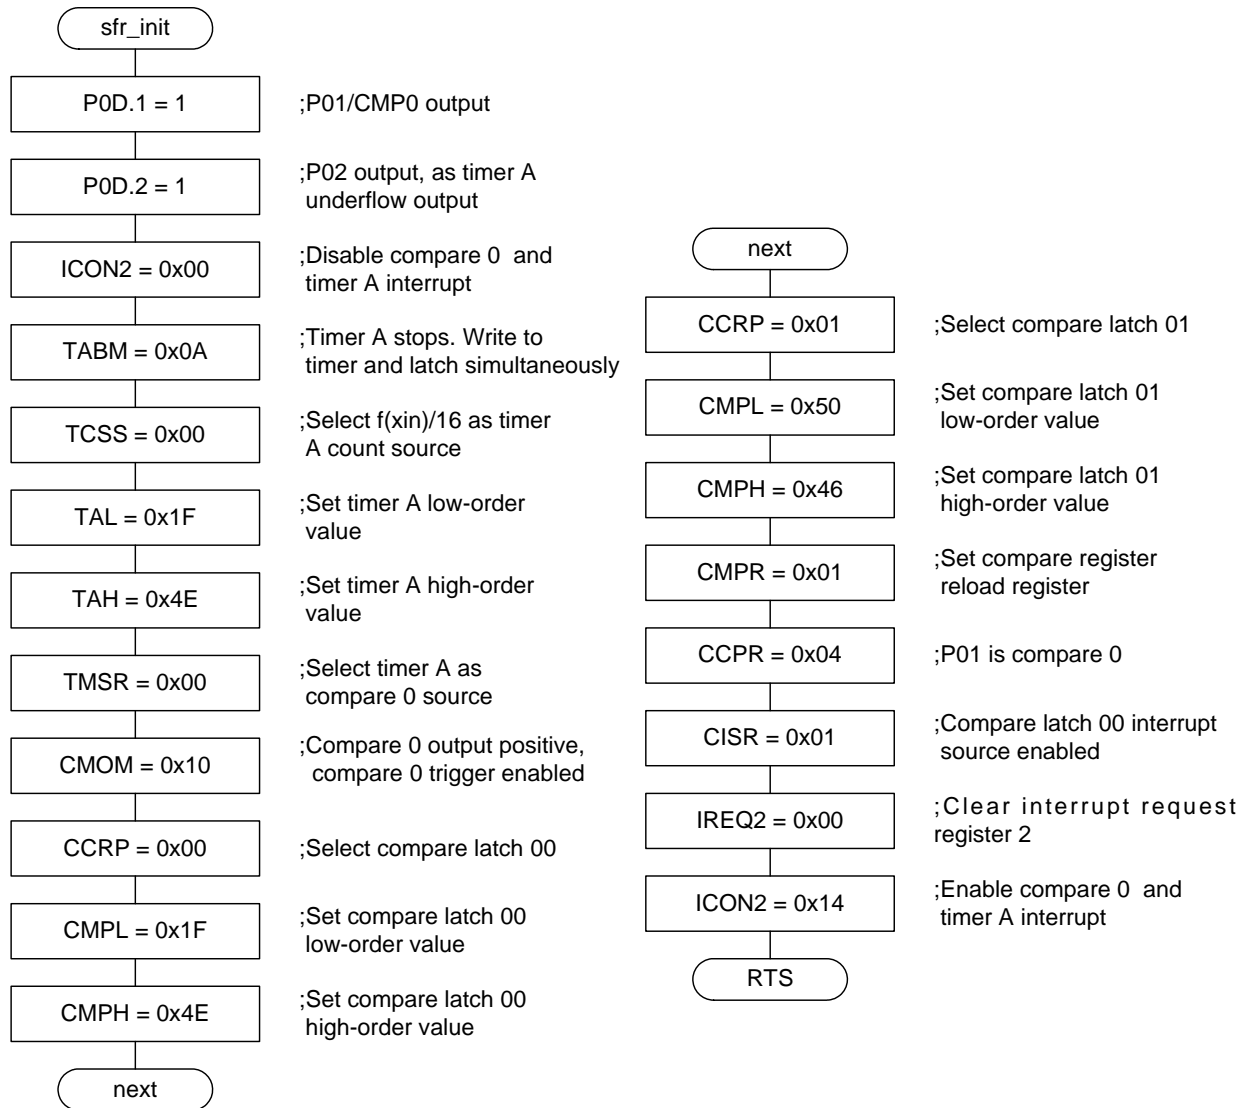 sfr_init
P0D.1 = 1
;P01/CMP0 output
P0D.2 = 1
;P02 output, as timer A
underflow output
ICON2 = 0x00
;Disable compare 0 and
timer A interrupt
TABM = 0x0A
;Timer A stops. Write to
timer and latch simultaneously
TCSS = 0x00
;Select f(xin)/16 as timer
A count source
TAL = 0x1F
;Set timer A low-order
value
TAH = 0x4E
;Set timer A high-order
value
TMSR = 0x00
;Select timer A as
compare 0 source
CMOM = 0x10
;Compare 0 output positive,
compare 0 trigger enabled
CCRP = 0x00
;Select compare latch 00
CMPL = 0x1F
;Set compare latch 00
low-order value
CMPH = 0x4E
;Set compare latch 00
high-order value
next
next
CCRP = 0x01
;Select compare latch 01
CMPL = 0x50
;Set compare latch 01
low-order value
CMPH = 0x46
;Set compare latch 01
high-order value
CMPR = 0x01
;Set compare register
reload register
CCPR = 0x04
;P01 is compare 0
CISR = 0x01
;Compare latch 00 interrupt
source enabled
IREQ2 = 0x00
;Clear interrupt request
register 2
ICON2 = 0x14
;Enable compare 0 and
timer A interrupt
RTS